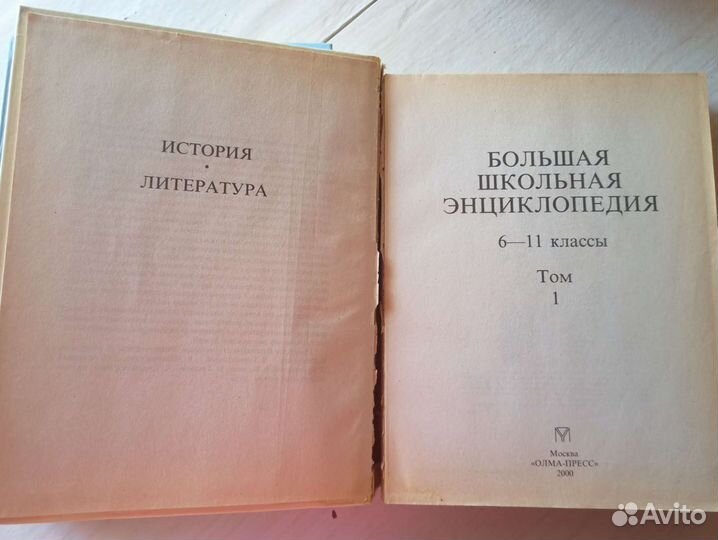 ИСТОРИЯ
•
ЛИТЕРАТУРА
БОЛЬШАЯ
ШКОЛЬНАЯ
ЭНЦИКЛОПЕДИЯ
6—11 классы
Том
1
Москва
«ОЛМА-ПРЕСС»
2000
Avito